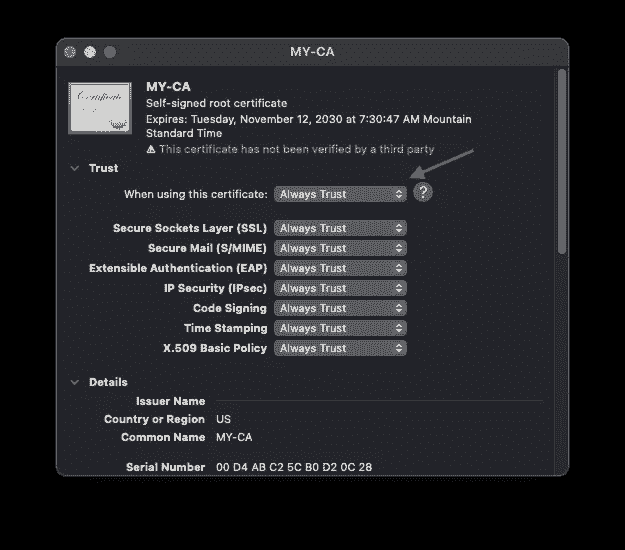 MY-CA
MY-CA
Self-signed root certificate
Expires: Tuesday, November 12, 2030 at 7:30:47 AM Mountain
Standard Time
This certificate has not been verified by a third party
Trust
When using this certificate: Always Trust ?
Secure Sockets Layer (SSL) Always Trust
Secure Mail (S/MIME) Always Trust
Extensible Authentication (EAP) Always Trust
IP Security (IPsec) Always Trust
Code Signing Always Trust
Time Stamping Always Trust
X.509 Basic Policy Always Trust
Details
Issuer Name
Country or Region US
Common Name MY-CA
Serial Number 00 D4 AB C2 5C B0 D2 0C 28
Certificate